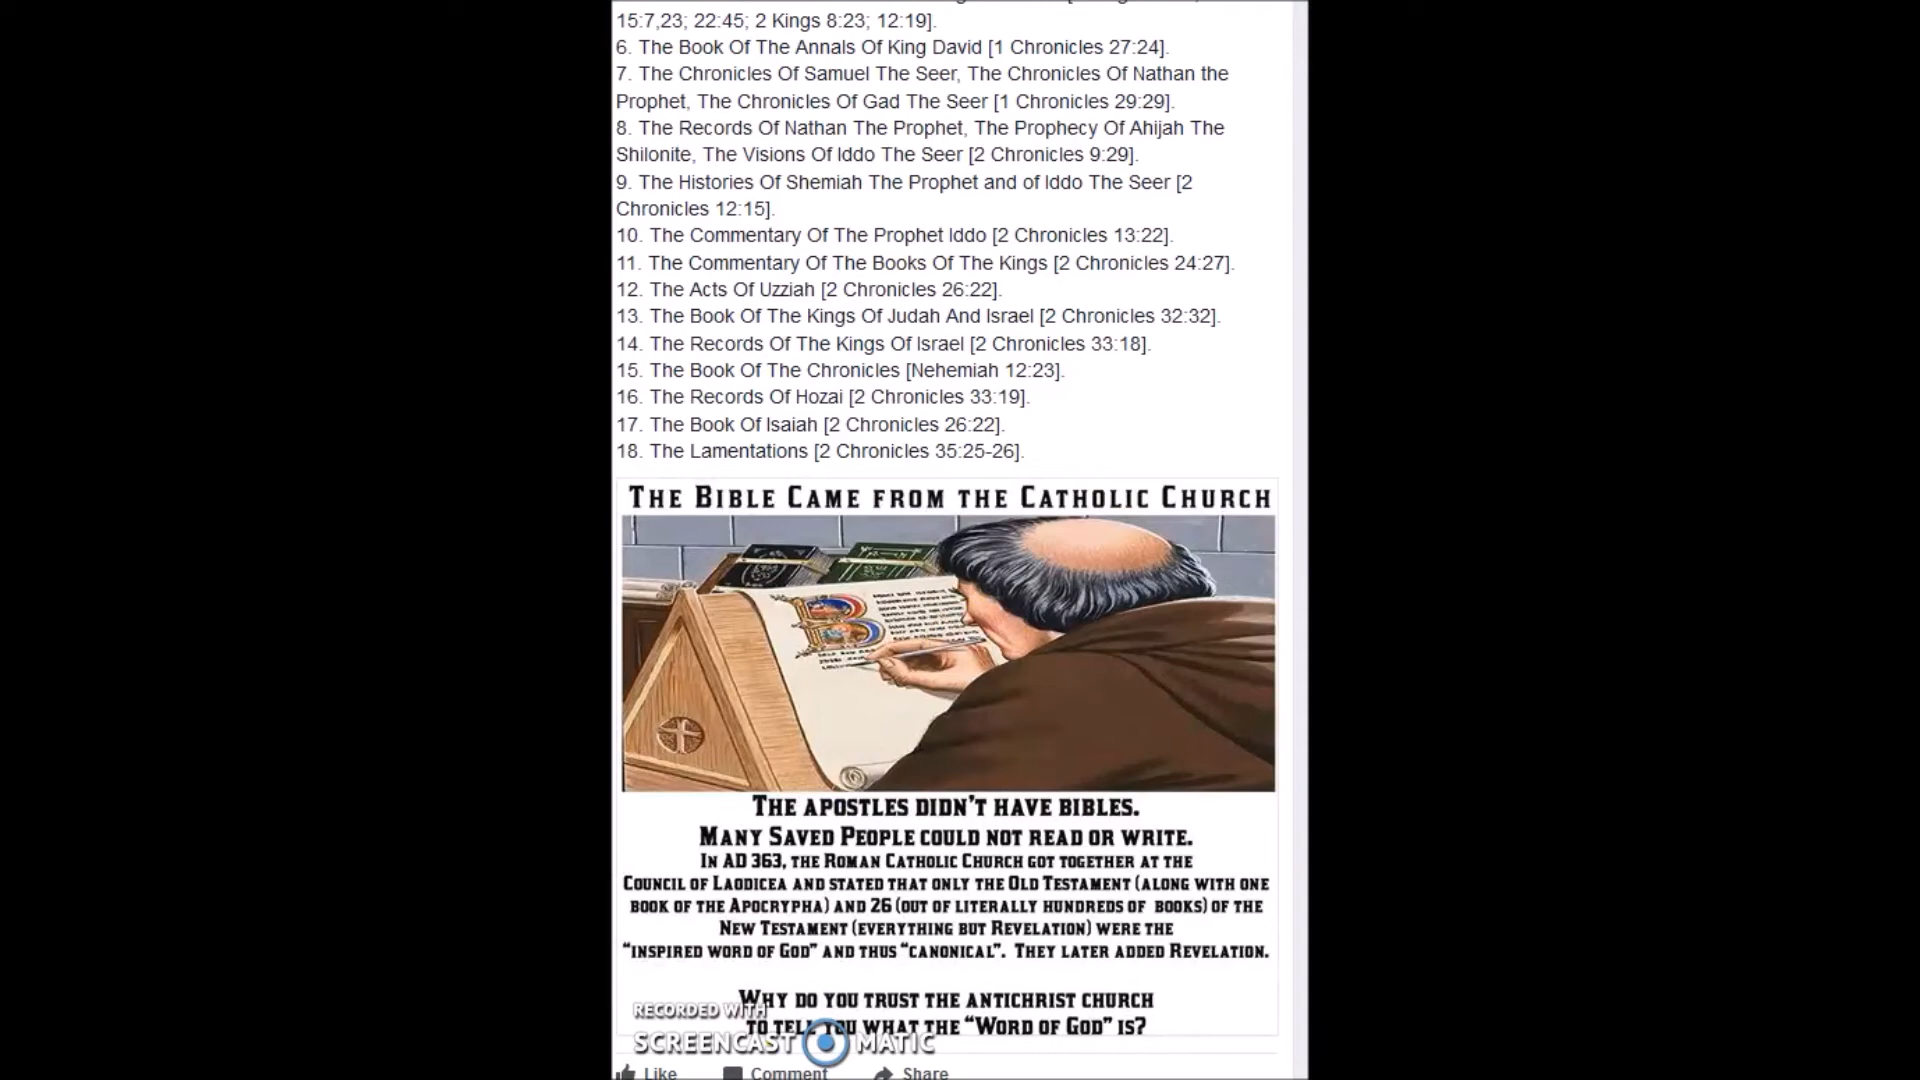 15:7,23; 22:45; 2 Kings 8:23; 12:19].
6. The Book Of The Annals Of King David [1 Chronicles 27:24].
7. The Chronicles Of Samuel The Seer, The Chronicles Of Nathan the
Prophet, The Chronicles Of Gad The Seer [1 Chronicles 29:29].
8. The Records Of Nathan The Prophet, The Prophecy Of Ahijah The
Shilonite, The Visions Of Iddo The Seer [2 Chronicles 9:29].
9. The Histories Of Shemiah The Prophet and of Iddo The Seer [2
Chronicles 12:15].
10. The Commentary Of The Prophet Iddo [2 Chronicles 13:22].
11. The Commentary Of The Books Of The Kings [2 Chronicles 24:27].
12. The Acts Of Uzziah [2 Chronicles 26:22].
13. The Book Of The Kings Of Judah And Israel [2 Chronicles 32:32].
14. The Records Of The Kings Of Israel [2 Chronicles 33:18].
15. The Book Of The Chronicles [Nehemiah 12:23].
16. The Records Of Hozai [2 Chronicles 33:19].
17. The Book Of Isaiah [2 Chronicles 26:22].
18. The Lamentations [2 Chronicles 35:25-26].
THE BIBLE CAME FROM THE CATHOLIC CHURCH
THE APOSTLES DIDN'T HAVE BIBLES.
MANY SAVED PEOPLE COULD NOT READ OR WRITE.
IN AD 363, THE ROMAN CATHOLIC CHURCH GOT TOGETHER AT THE
COUNCIL OF LAODICEA AND STATED THAT ONLY THE OLD TESTAMENT (ALONG WITH ONE
BOOK OF THE APOCRYPHA) AND 26 (OUT OF LITERALLY HUNDREDS OF BOOKS) OF THE
NEW TESTAMENT (EVERYTHING BUT REVELATION) WERE THE
"INSPIRED WORD OF GOD" AND THUS "CANONICAL". THEY LATER ADDED REVELATION.
WHY DO YOU TRUST THE ANTICHRIST CHURCH
TO TELL YOU WHAT THE "WORD OF GOD" IS?
RECORDED WITH
SCREENCAST MATIC
Like Comment Share